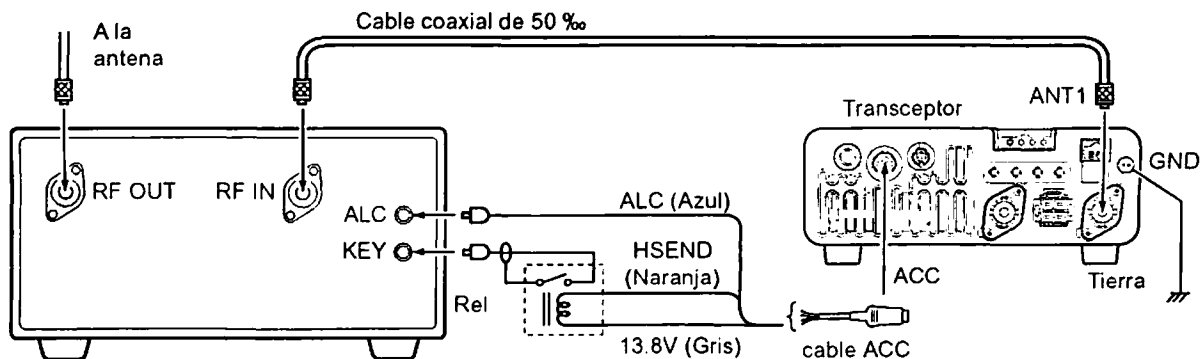 Cable coaxial de 50 ‰
A la
antena
ANT1
Transceptor
GND
RF OUT
RF IN
ALC
ALC (Azul)
KEY
HSEND
(Naranja)
ACC
Rel
Tierra
13.8V (Gris)
cable ACC